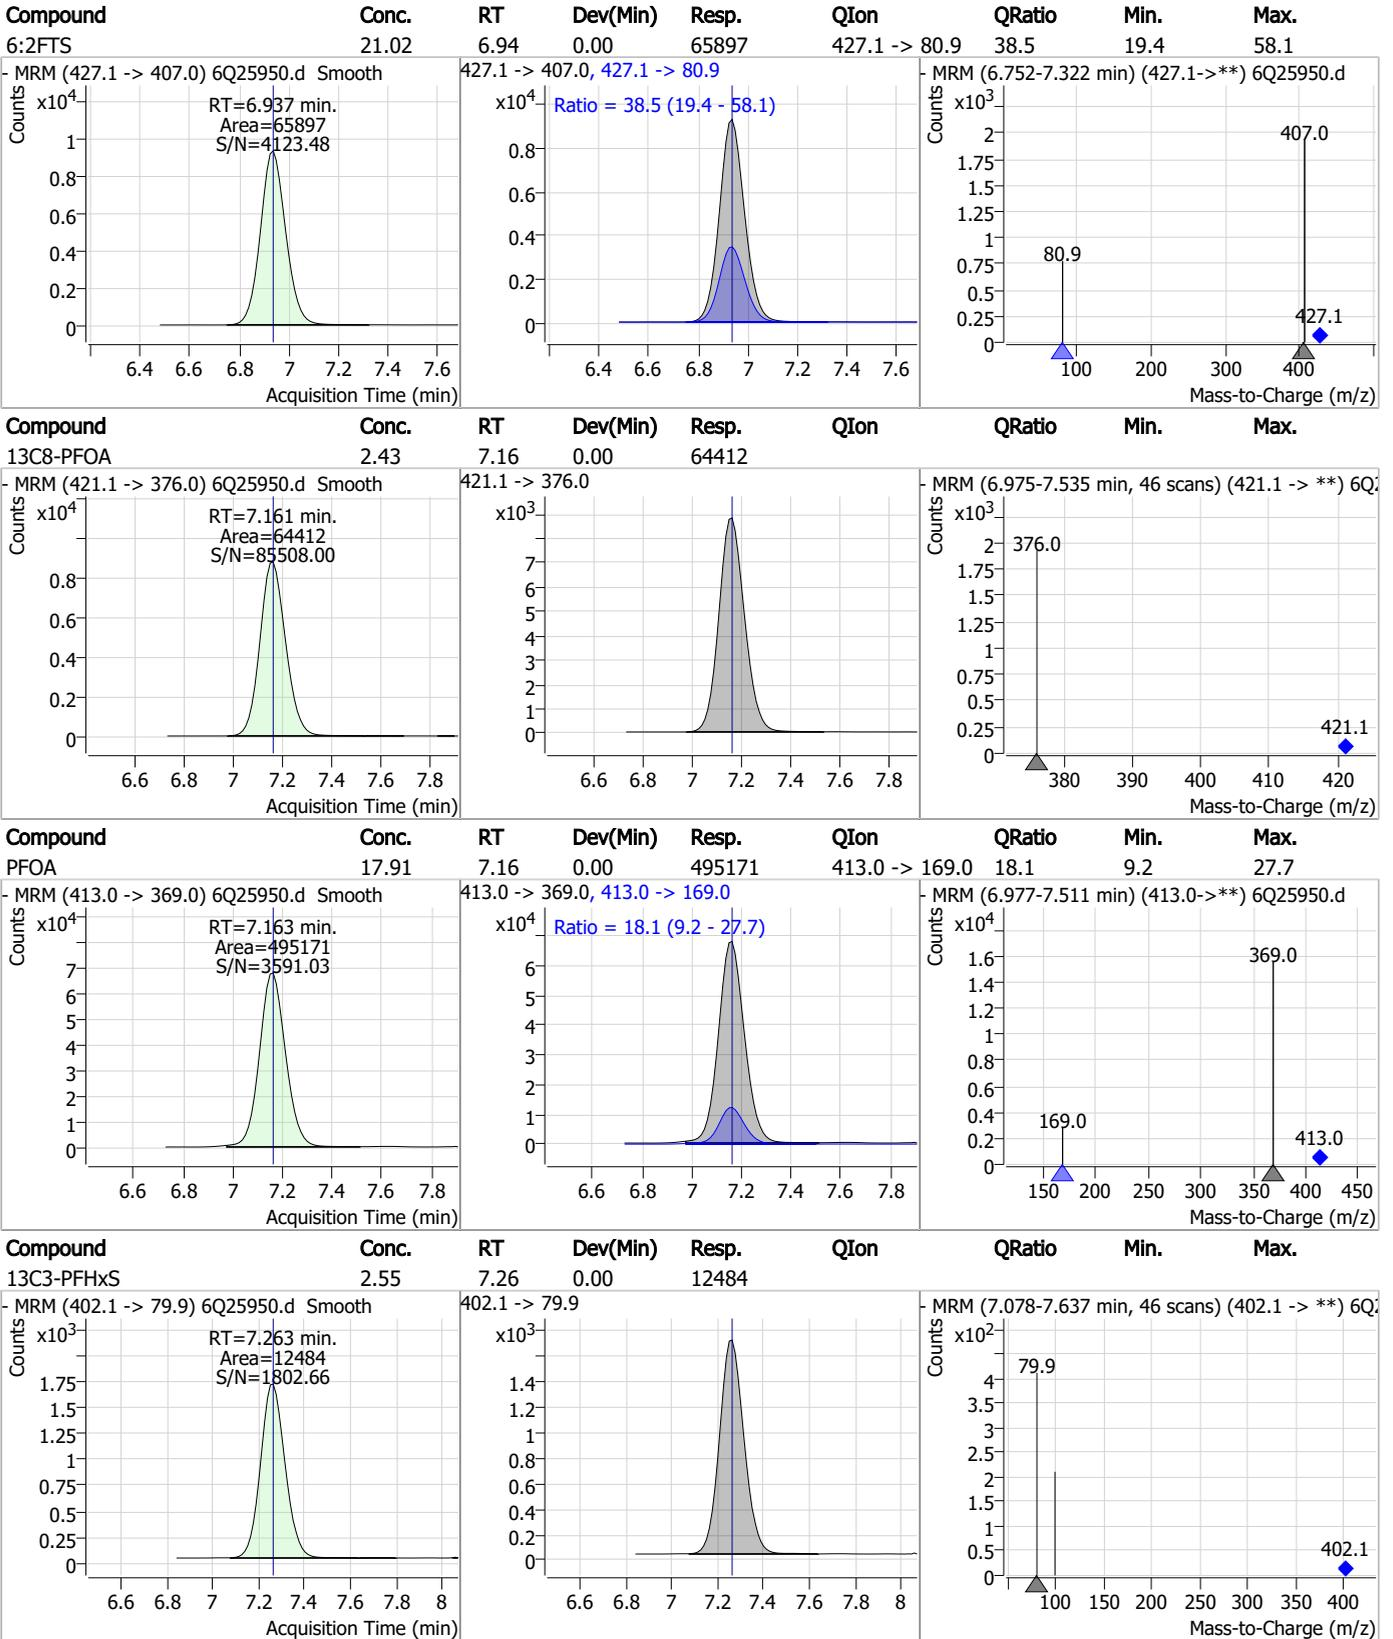 Compound Conc. RT Dev(Min) Resp. QIon QRatio Min. Max.
6:2FTS 21.02 6.94 0.00 65897 427.1 -> 80.9 38.5 19.4 58.1
- MRM (427.1 -> 407.0) 6Q25950.d Smooth
Counts
x10^4
RT=6.937 min.
Area=65897
S/N=4123.48
1
0.8
0.6
0.4
0.2
0
6.4 6.6 6.8 7 7.2 7.4 7.6
Acquisition Time (min)
427.1 -> 407.0, 427.1 -> 80.9
x10^4
Ratio = 38.5 (19.4 - 58.1)
0.8
0.6
0.4
0.2
0
6.4 6.6 6.8 7 7.2 7.4 7.6
- MRM (6.752-7.322 min) (427.1->**) 6Q25950.d
Counts
x10^3
2
1.75
1.5
1.25
1
0.75
0.5
0.25
0
407.0
80.9
427.1
100 200 300 400
Mass-to-Charge (m/z)
Compound Conc. RT Dev(Min) Resp. QIon QRatio Min. Max.
13C8-PFOA 2.43 7.16 0.00 64412
- MRM (421.1 -> 376.0) 6Q25950.d Smooth
Counts
x10^4
RT=7.161 min.
Area=64412
S/N=85508.00
0.8
0.6
0.4
0.2
0
6.6 6.8 7 7.2 7.4 7.6 7.8
Acquisition Time (min)
421.1 -> 376.0
x10^3
7
6
5
4
3
2
1
0
6.6 6.8 7 7.2 7.4 7.6 7.8
- MRM (6.975-7.535 min, 46 scans) (421.1 -> **) 6Q2
Counts
x10^3
2
1.75
1.5
1.25
1
0.75
0.5
0.25
0
376.0
421.1
380 390 400 410 420
Mass-to-Charge (m/z)
Compound Conc. RT Dev(Min) Resp. QIon QRatio Min. Max.
PFOA 17.91 7.16 0.00 495171 413.0 -> 169.0 18.1 9.2 27.7
- MRM (413.0 -> 369.0) 6Q25950.d Smooth
Counts
x10^4
RT=7.163 min.
Area=495171
S/N=3591.03
7
6
5
4
3
2
1
0
6.6 6.8 7 7.2 7.4 7.6 7.8
Acquisition Time (min)
413.0 -> 369.0, 413.0 -> 169.0
x10^4
Ratio = 18.1 (9.2 - 27.7)
6
5
4
3
2
1
0
6.6 6.8 7 7.2 7.4 7.6 7.8
- MRM (6.977-7.511 min) (413.0->**) 6Q25950.d
Counts
x10^4
1.6
1.4
1.2
1
0.8
0.6
0.4
0.2
0
369.0
169.0
413.0
150 200 250 300 350 400 450
Mass-to-Charge (m/z)
Compound Conc. RT Dev(Min) Resp. QIon QRatio Min. Max.
13C3-PFHxS 2.55 7.26 0.00 12484
- MRM (402.1 -> 79.9) 6Q25950.d Smooth
Counts
x10^3
RT=7.263 min.
Area=12484
S/N=1802.66
1.75
1.5
1.25
1
0.75
0.5
0.25
0
6.6 6.8 7 7.2 7.4 7.6 7.8 8
Acquisition Time (min)
402.1 -> 79.9
x10^3
1.4
1.2
1
0.8
0.6
0.4
0.2
0
6.6 6.8 7 7.2 7.4 7.6 7.8 8
- MRM (7.078-7.637 min, 46 scans) (402.1 -> **) 6Q2
Counts
x10^2
4
3.5
3
2.5
2
1.5
1
0.5
0
79.9
402.1
100 150 200 250 300 350 400
Mass-to-Charge (m/z)